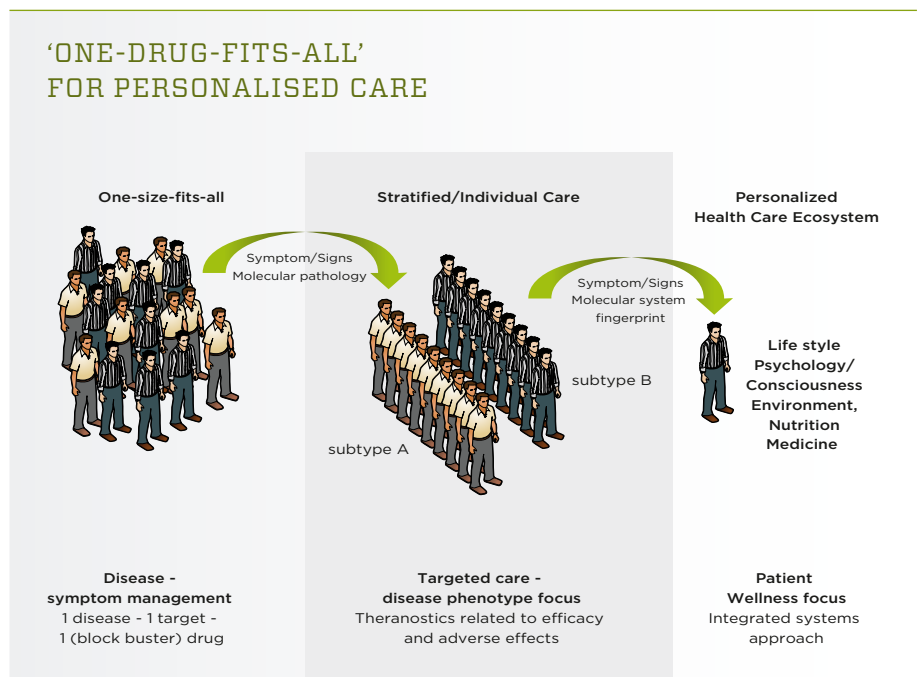 ‘ONE-DRUG-FITS-ALL’
FOR PERSONALISED CARE
One-size-fits-all
Symptom/Signs
Molecular pathology
Stratified/Individual Care
subtype A
subtype B
Symptom/Signs
Molecular system
fingerprint
Personalized
Health Care Ecosystem
Life style
Psychology/
Consciousness
Environment,
Nutrition
Medicine
Disease -
symptom management
1 disease - 1 target -
1 (block buster) drug
Targeted care -
disease phenotype focus
Theranostics related to efficacy
and adverse effects
Patient
Wellness focus
Integrated systems
approach